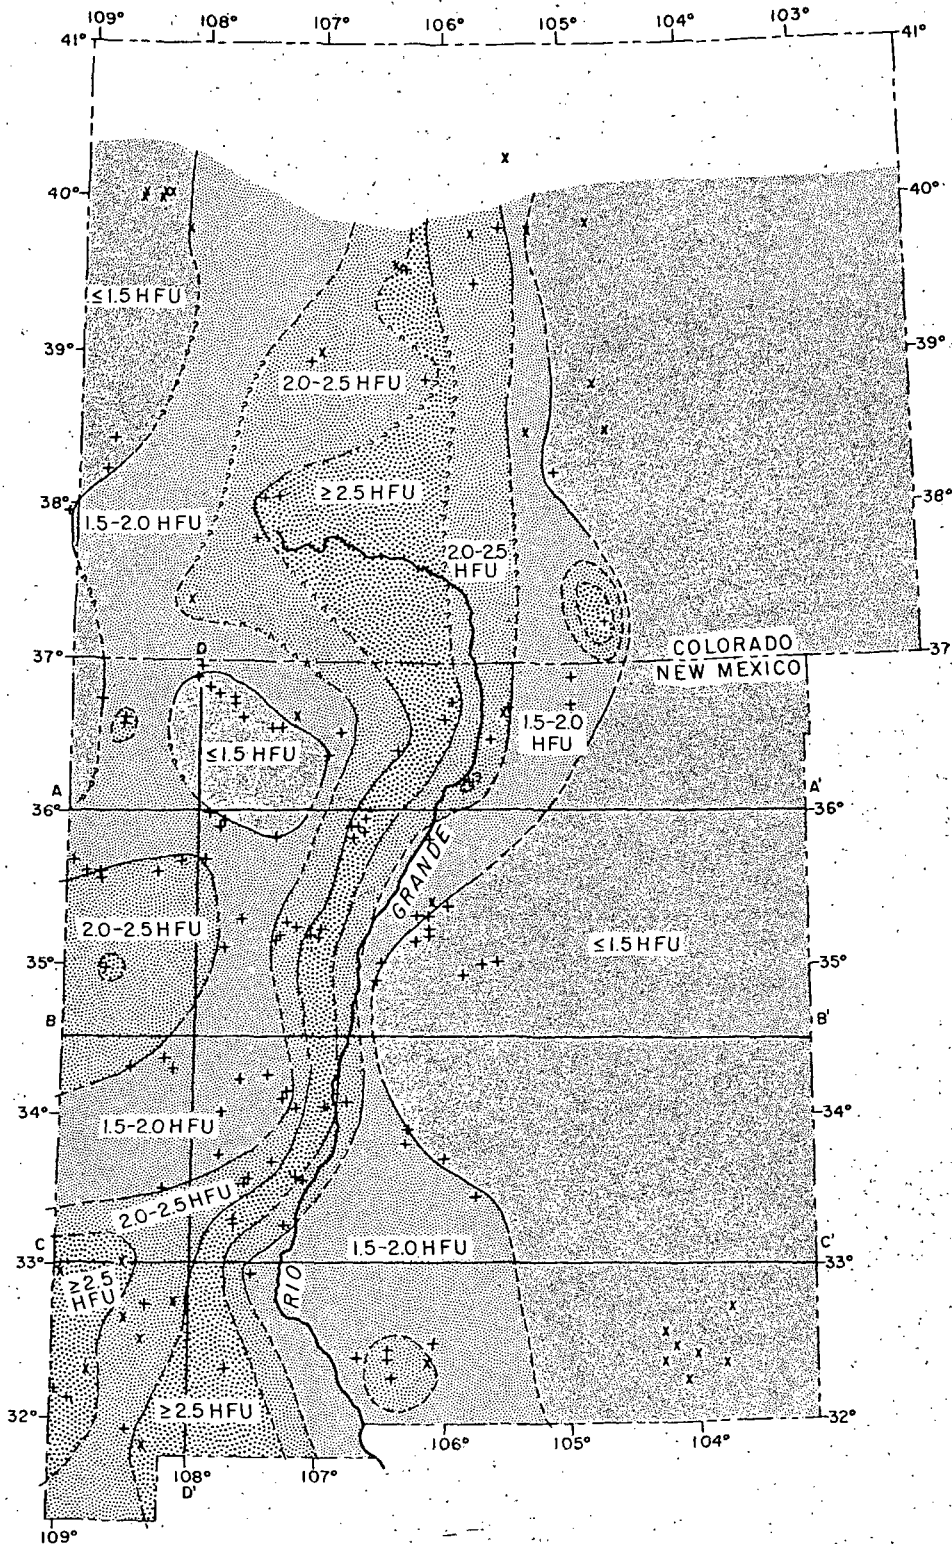 109° 108° 107° 106° 105° 104° 103°
41° 41°
40° 40°
≤1.5 HFU
39° 39°
2.0-2.5 HFU
≥2.5 HFU
38° 38°
1.5-2.0 HFU
2.0-2.5
HFU
COLORADO
37° 37
D
NEW MEXICO
1.5-2.0
HFU
≤1.5 HFU
A A'
36° 36°
GRANDE
2.0-2.5 HFU
≤1.5 HFU
35° 35°
B B'
34° 34°
1.5-2.0 HFU
2.0-2.5 HFU
1.5-2.0 HFU
C C'
33° 33°
≥2.5
HFU
RIO
≥2.5 HFU
32° 32°
106° 105° 104°
108° 107°
D'
109°